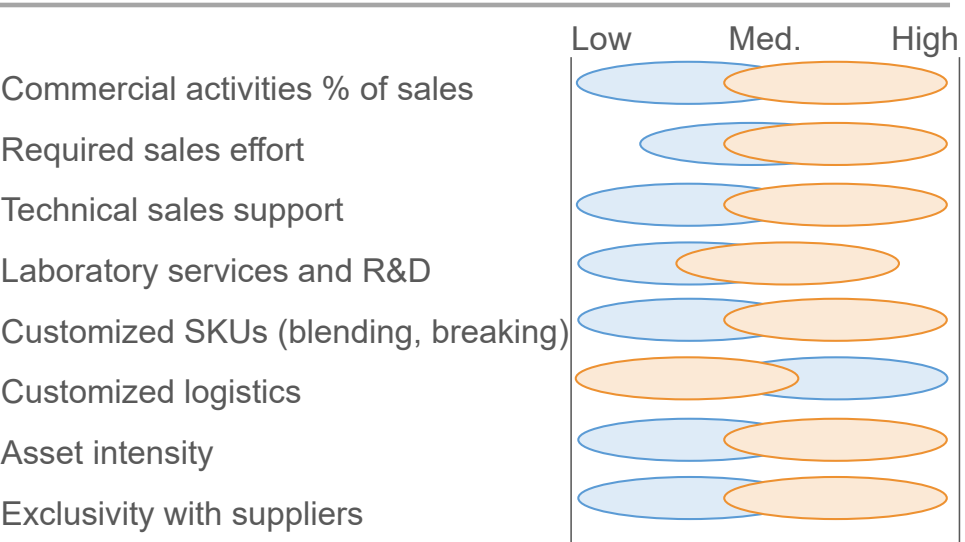 Low Med. High
Commercial activities % of sales
Required sales effort
Technical sales support
Laboratory services and R&D
Customized SKUs (blending, breaking)
Customized logistics
Asset intensity
Exclusivity with suppliers